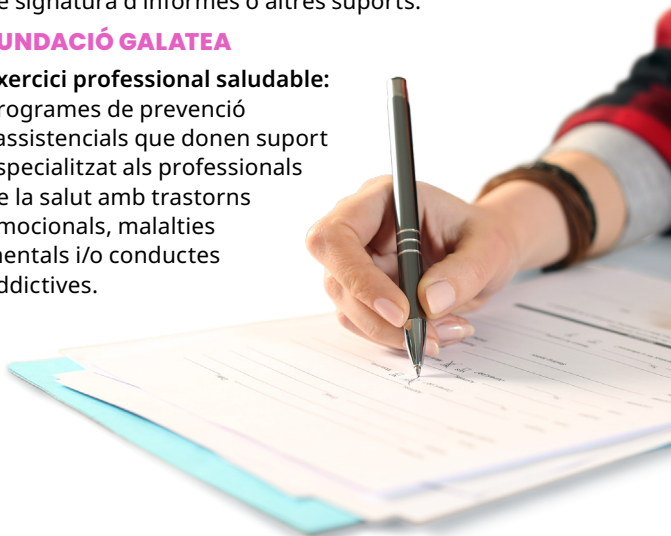 e signatura d'informes o altres suports.
UNDACIÓ GALATEA
xercici professional saludable:
rogrames de prevenció
assistencials que donen suport
specialitzat als professionals
e la salut amb trastorns
mocionals, malalties
entals i/o conductes
ddictives.